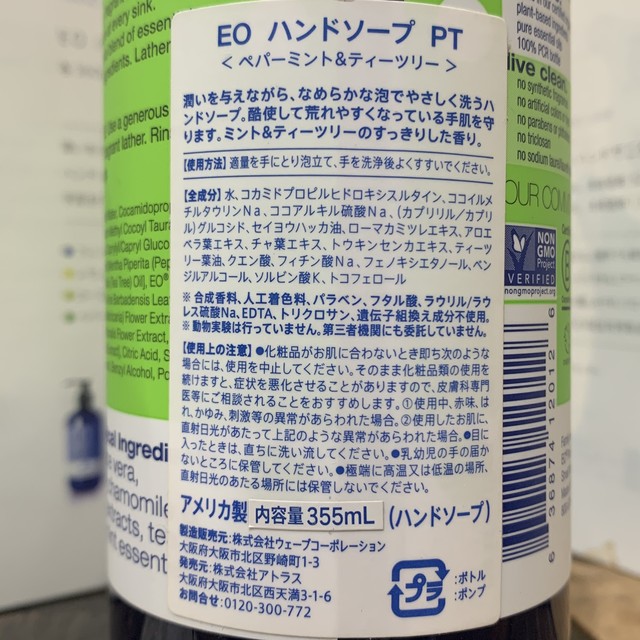 EO ハンドソープ PT
< ペパーミント&ティーツリー >
潤いを与えながら、なめらかな泡でやさしく洗うハ
ンドソープ。酷使して荒れやすくなっている手肌を守
ります。ミント&ティーツリーのすっきりした香り。
【使用方法】 適量を手にとり泡立て、手を洗浄後よくすすいでください。
【全成分】水、コカミドプロピルヒドロキシスルタイン、ココイルメ
チルタウリンNa、ココアルキル硫酸Na、(カプリリル/カプリ
ル)グルコシド、セイヨウハッカ油、ローマカミツレエキス、アロエ
ベラ葉エキス、チャ葉エキス、トウキンセンカエキス、ティーツ
リー葉油、クエン酸、フィチン酸Na、フェノキシエタノール、ベ
ンジルアルコール、ソルビン酸K、トコフェロール
※ 合成香料、人工着色料、パラベン、フタル酸、ラウリル/ラウ
レス硫酸Na、EDTA、トリクロサン、遺伝子組換え成分不使用。
※ 動物実験は行っていません。第三者機関にも委託していません。
【使用上の注意】 ●化粧品がお肌に合わないとき即ち次のような
場合には、使用を中止してください。そのまま化粧品類の使用を
続けますと、症状を悪化させることがありますので、皮膚科専門
医等にご相談されることをおすすめします。①使用中、赤味、は
れ、かゆみ、刺激等の異常があらわれた場合。②使用したお肌に、
直射日光があたって上記のような異常があらわれた場合。●目に
入ったときは、直ちに洗い流してください。●乳幼児の手の届か
ないところに保管してください。●極端に高温又は低温の場所、
直射日光のあたる場所には保管しないでください。
アメリカ製 内容量 355mL (ハンドソープ)
製造販売元:株式会社ウェーブコーポレーション
大阪府大阪市北区野崎町1-3
発売元:株式会社アトラス
大阪府大阪市北区西天満3-1-6
お問合せ:0120-300-772
プラ
:ボトル
:ポンプ
every sink.
plant-based ingredients
pure essential oils
100% PCR bottle
live clean
no synthetic
no artificial colors
no parabens or
no triclosan
no sodium
OUR COMM
NON
GMO
Project
VERIFIED
nongmoproject.org
6 36874 12012 6